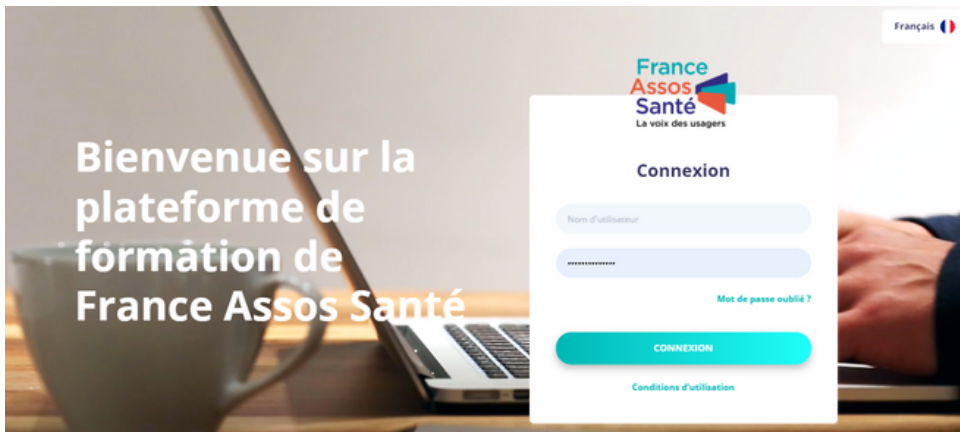 Français
France
Assos
Santé
La voix des usagers
Bienvenue sur la
plateforme de
formation de
France Assos Santé
Connexion
Nom d'utilisateur
••••••••••••••
Mot de passe oublié ?
CONNEXION
Conditions d'utilisation